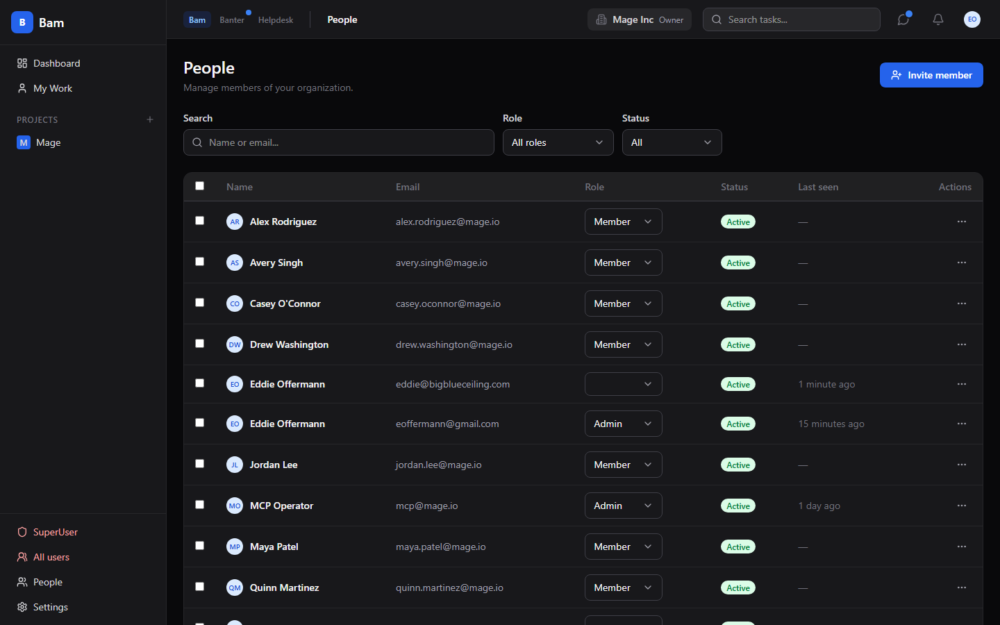 B Bam
Dashboard
My Work
PROJECTS
M Mage
SuperUser
All users
People
Settings
Bam Banter Helpdesk People
Mage Inc Owner
Search tasks...
EO
People
Manage members of your organization.
Invite member
Search Role Status
Name or email... All roles All
Name Email Role Status Last seen Actions
AR Alex Rodriguez alex.rodriguez@mage.io Member Active —
AS Avery Singh avery.singh@mage.io Member Active —
CO Casey O'Connor casey.oconnor@mage.io Member Active —
DW Drew Washington drew.washington@mage.io Member Active —
EO Eddie Offermann eddie@bigblueceiling.com Active 1 minute ago
EO Eddie Offermann eoffermann@gmail.com Admin Active 15 minutes ago
JL Jordan Lee jordan.lee@mage.io Member Active —
MO MCP Operator mcp@mage.io Admin Active 1 day ago
MP Maya Patel maya.patel@mage.io Member Active —
QM Quinn Martinez quinn.martinez@mage.io Member Active —